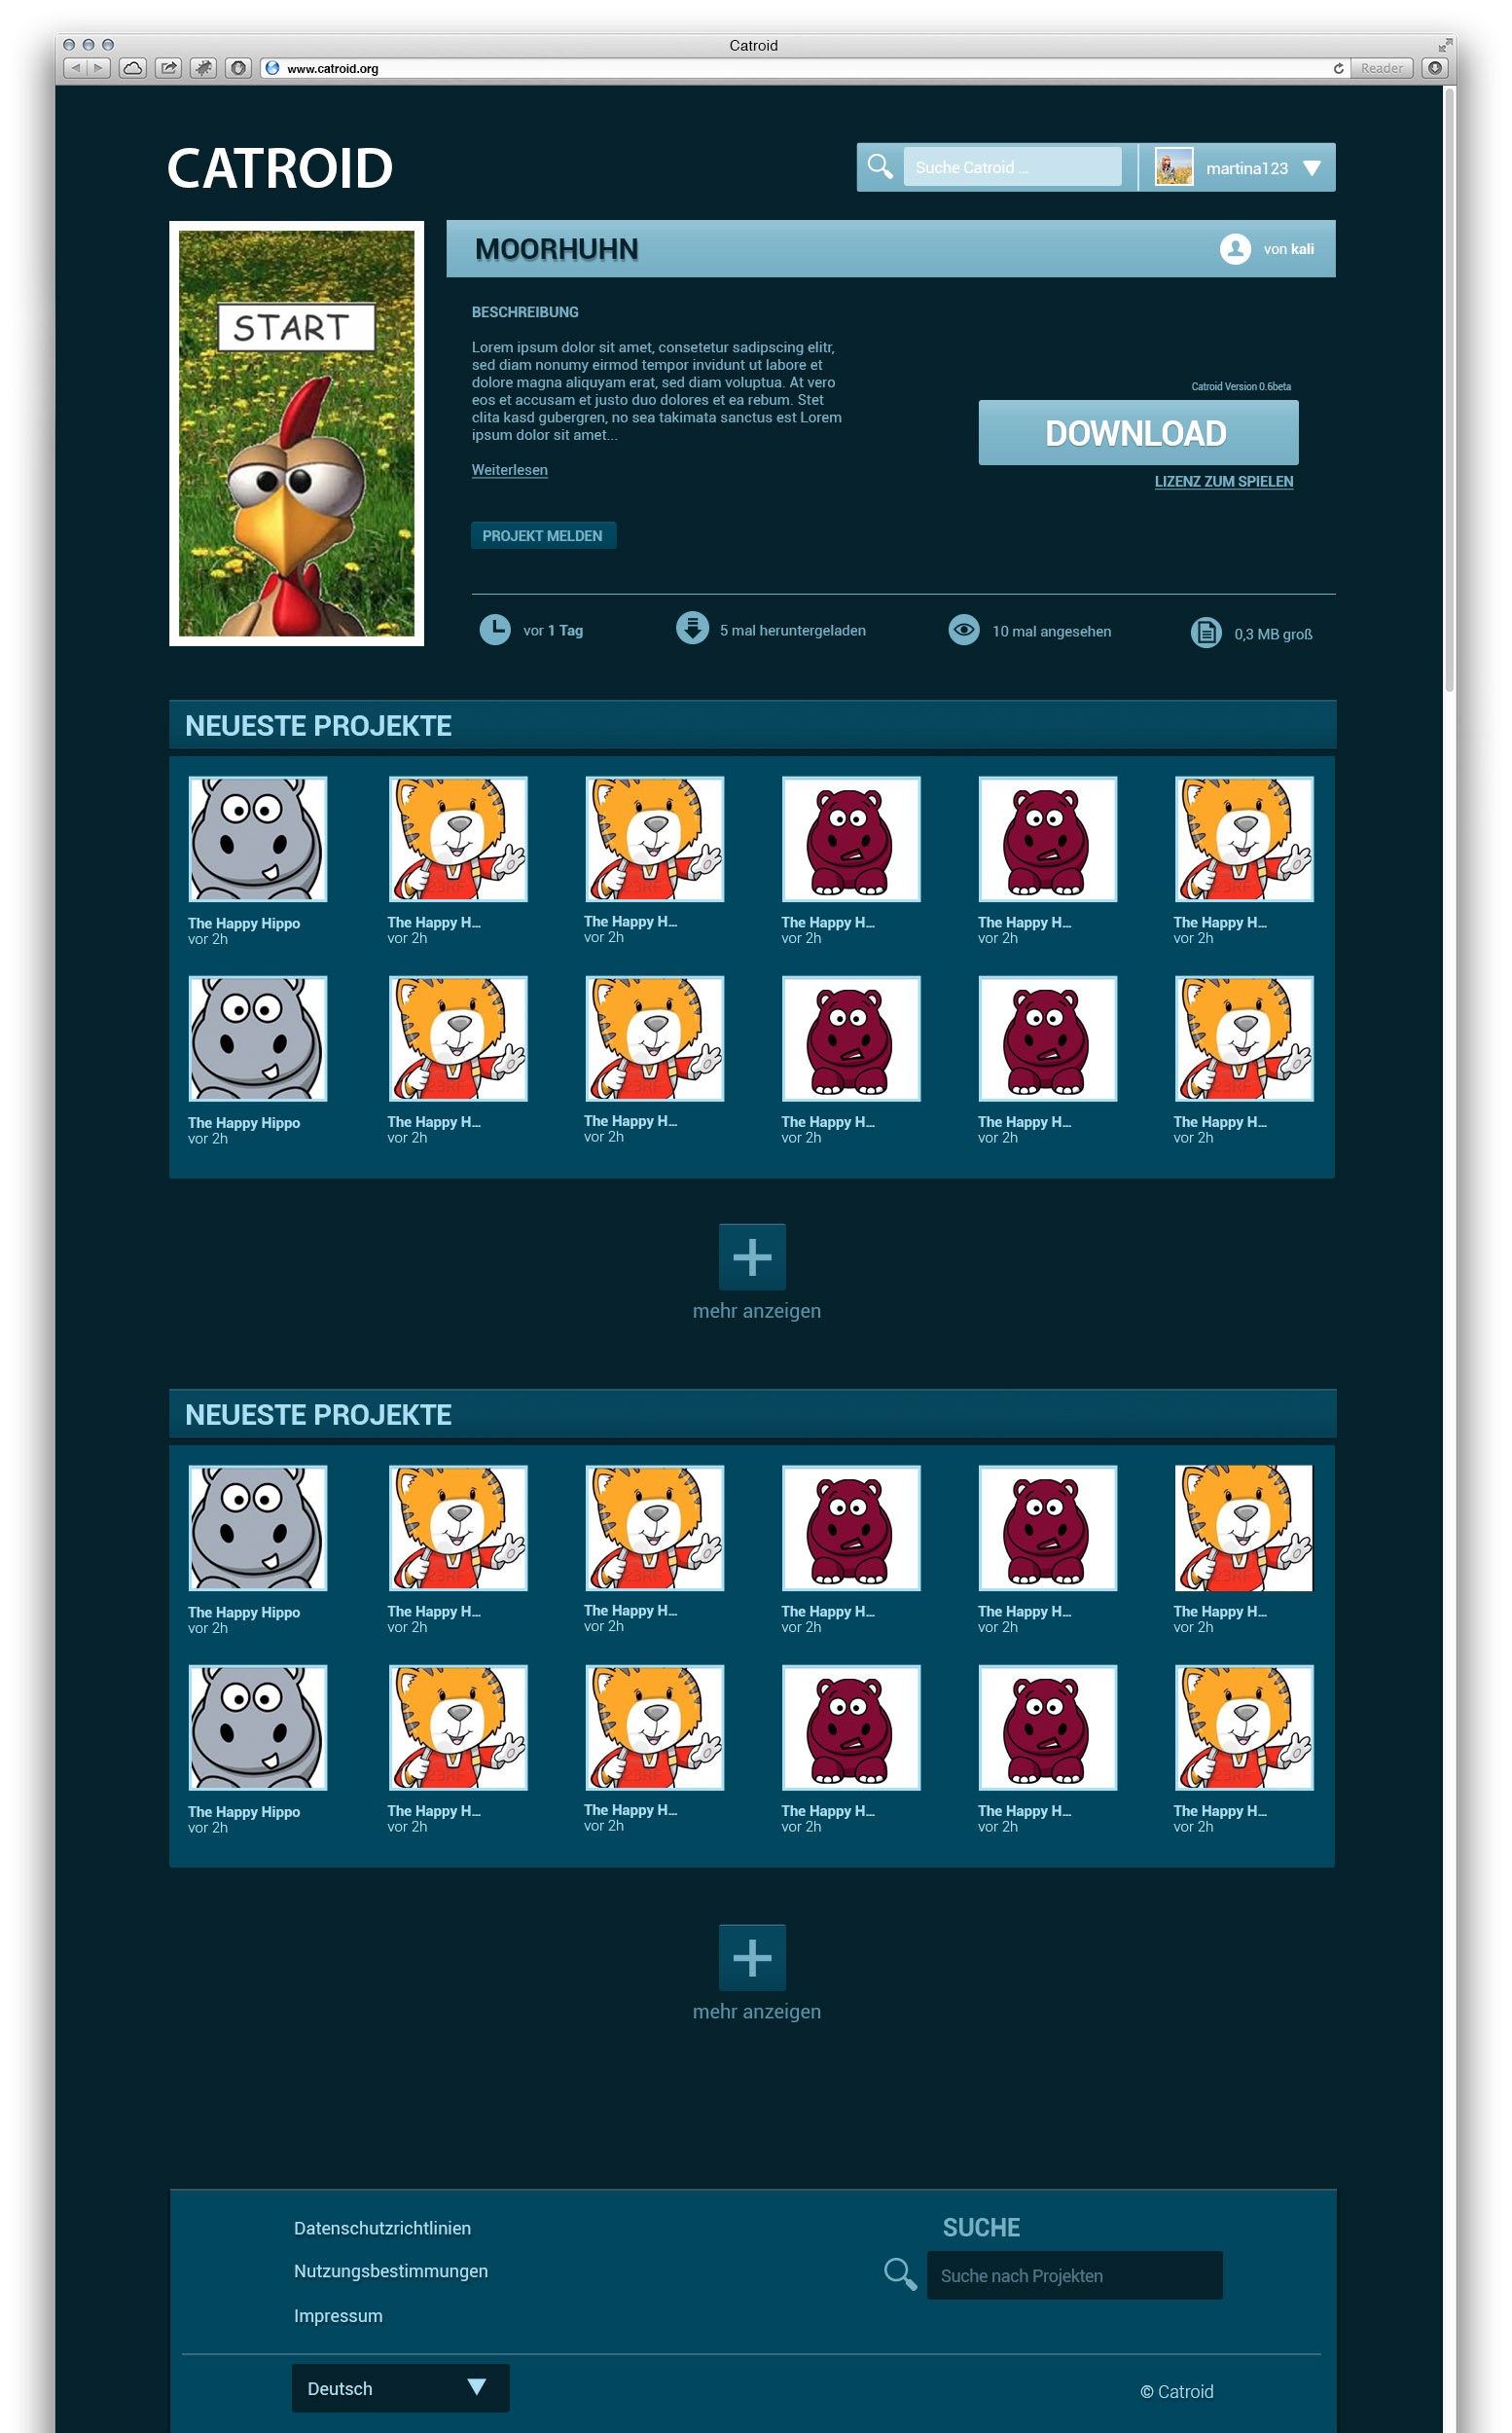 Catroid
www.catroid.org
Reader
CATROID
Suche Catroid ...
martina123
MOORHUHN
von kali
START
BESCHREIBUNG
Lorem ipsum dolor sit amet, consetetur sadipscing elitr,
sed diam nonumy eirmod tempor invidunt ut labore et
dolore magna aliquyam erat, sed diam voluptua. At vero
eos et accusam et justo duo dolores et ea rebum. Stet
clita kasd gubergren, no sea takimata sanctus est Lorem
ipsum dolor sit amet...
Weiterlesen
PROJEKT MELDEN
Catroid Version 0.6beta
DOWNLOAD
LIZENZ ZUM SPIELEN
vor 1 Tag
5 mal heruntergeladen
10 mal angesehen
0,3 MB groß
NEUESTE PROJEKTE
The Happy Hippo
vor 2h
The Happy H...
vor 2h
The Happy H...
vor 2h
The Happy H...
vor 2h
The Happy H...
vor 2h
The Happy H...
vor 2h
The Happy Hippo
vor 2h
The Happy H...
vor 2h
The Happy H...
vor 2h
The Happy H...
vor 2h
The Happy H...
vor 2h
The Happy H...
vor 2h
mehr anzeigen
NEUESTE PROJEKTE
The Happy Hippo
vor 2h
The Happy H...
vor 2h
The Happy H...
vor 2h
The Happy H...
vor 2h
The Happy H...
vor 2h
The Happy H...
vor 2h
The Happy Hippo
vor 2h
The Happy H...
vor 2h
The Happy H...
vor 2h
The Happy H...
vor 2h
The Happy H...
vor 2h
The Happy H...
vor 2h
mehr anzeigen
Datenschutzrichtlinien
Nutzungsbestimmungen
Impressum
SUCHE
Suche nach Projekten
Deutsch
© Catroid